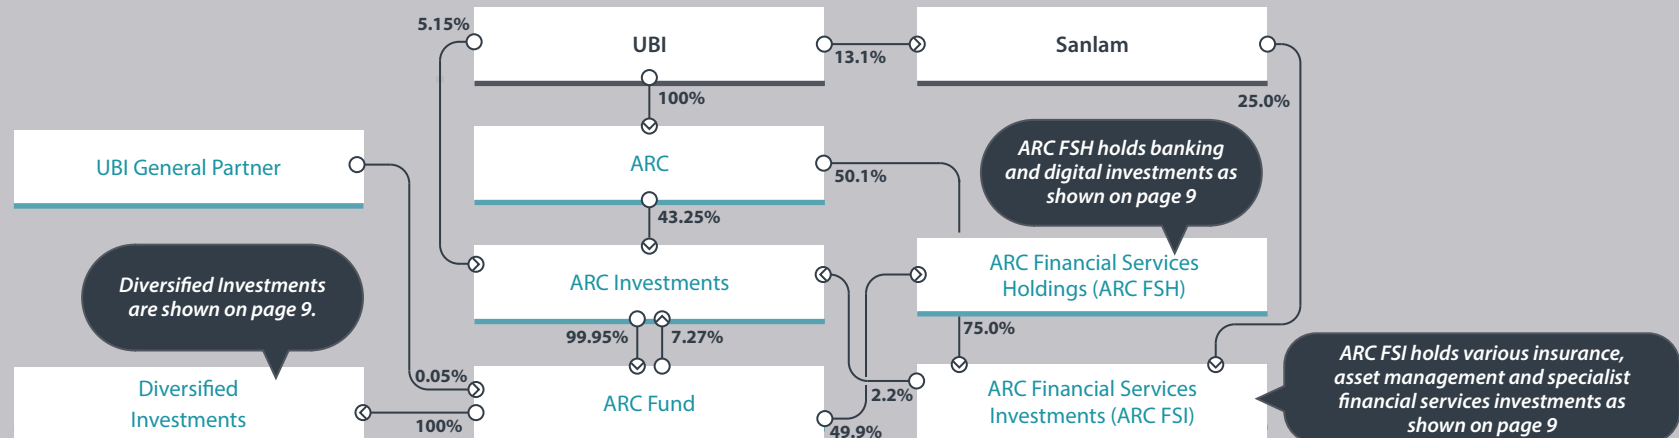 5.15%
UBI
13.1%
Sanlam
100%
25.0%
UBI General Partner
ARC
50.1%
ARC FSH holds banking
and digital investments as
shown on page 9
43.25%
Diversified Investments
are shown on page 9.
ARC Investments
ARC Financial Services
Holdings (ARC FSH)
99.95%
7.27%
75.0%
Diversified
Investments
0.05%
100%
ARC Fund
2.2%
49.9%
ARC Financial Services
Investments (ARC FSI)
ARC FSI holds various insurance,
asset management and specialist
financial services investments as
shown on page 9